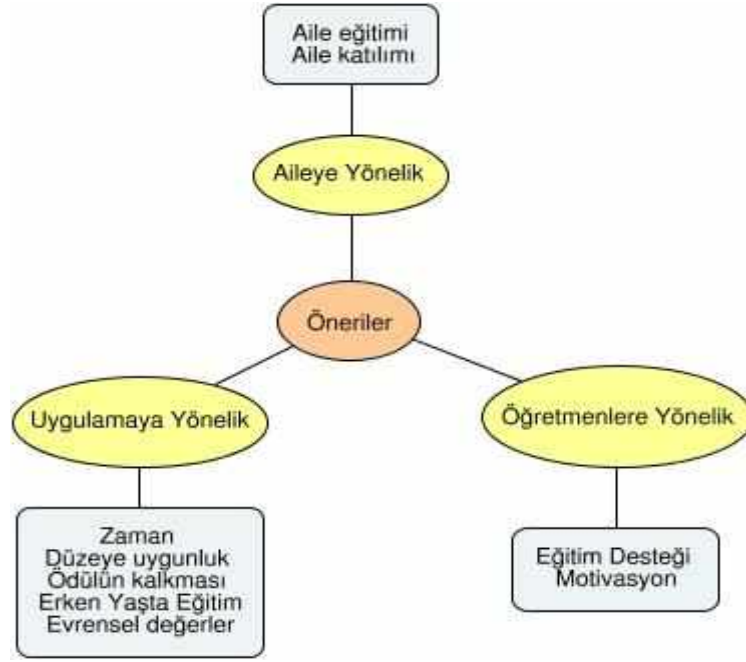 Aile eğitimi
Aile katılımı
Aileye Yönelik
Öneriler
Uygulamaya Yönelik
Öğretmenlere Yönelik
Zaman
Düzeye uygunluk
Ödülün kalkması
Erken Yaşta Eğitim
Evrensel değerler
Eğitim Desteği
Motivasyon